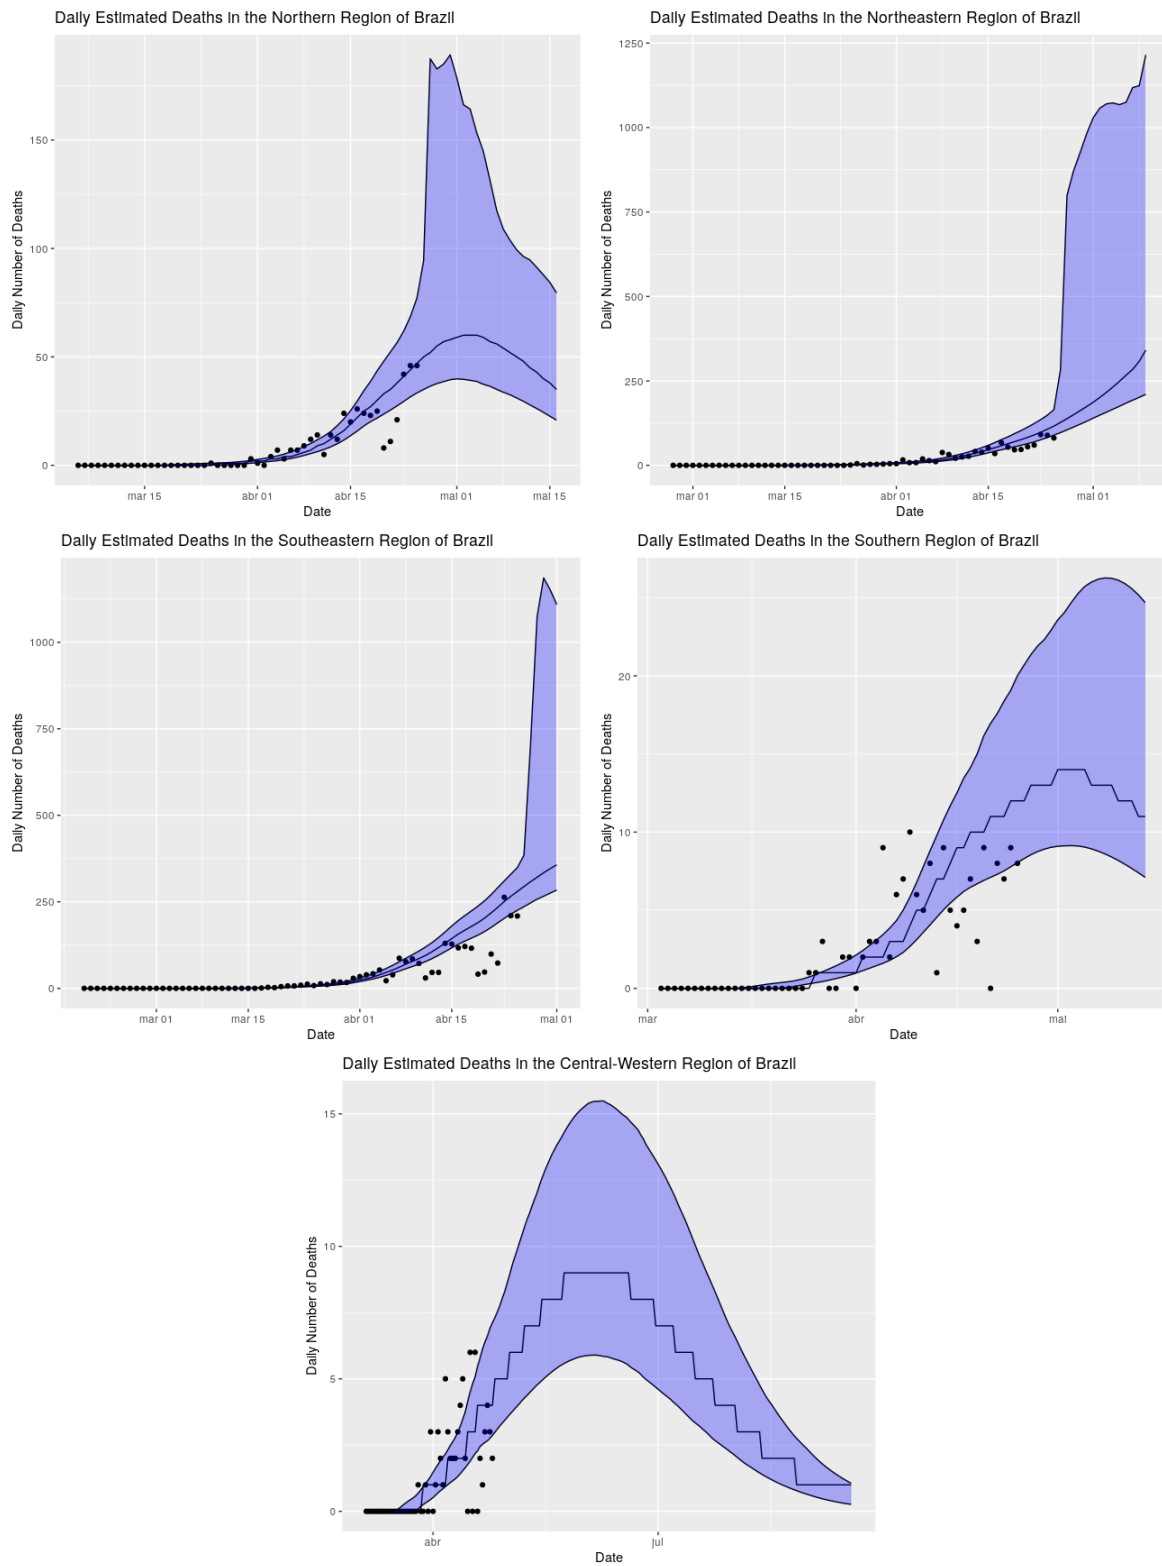 Daily Estimated Deaths in the Northern Region of Brazil
Daily Number of Deaths
150
100
50
0
mar 15
abr 01
abr 15
mai 01
mai 15
Date
Daily Estimated Deaths in the Northeastern Region of Brazil
Daily Number of Deaths
1250
1000
750
500
250
0
mar 01
mar 15
abr 01
abr 15
mai 01
Date
Daily Estimated Deaths in the Southeastern Region of Brazil
Daily Number of Deaths
1000
750
500
250
0
mar 01
mar 15
abr 01
abr 15
mai 01
Date
Daily Estimated Deaths in the Southern Region of Brazil
Daily Number of Deaths
20
10
0
mar
abr
mai
Date
Daily Estimated Deaths in the Central-Western Region of Brazil
Daily Number of Deaths
15
10
5
0
abr
jul
Date